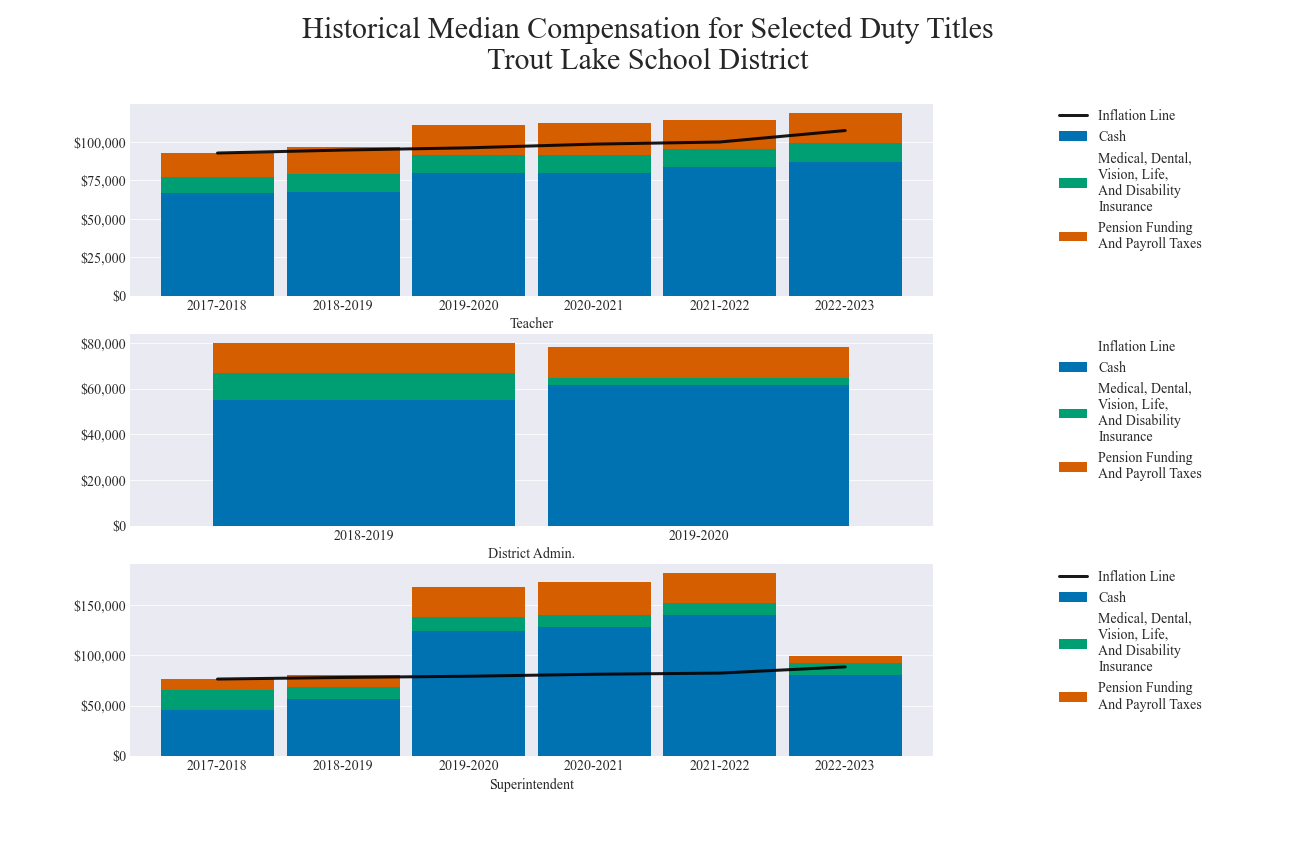 Historical Median Compensation for Selected Duty Titles
Trout Lake School District
$100,000
$75,000
$50,000
$25,000
$0
2017-2018 2018-2019 2019-2020 2020-2021 2021-2022 2022-2023
Teacher
Inflation Line
Cash
Medical, Dental,
Vision, Life,
And Disability
Insurance
Pension Funding
And Payroll Taxes
$80,000
$60,000
$40,000
$20,000
$0
2018-2019 2019-2020
District Admin.
Inflation Line
Cash
Medical, Dental,
Vision, Life,
And Disability
Insurance
Pension Funding
And Payroll Taxes
$150,000
$100,000
$50,000
$0
2017-2018 2018-2019 2019-2020 2020-2021 2021-2022 2022-2023
Superintendent
Inflation Line
Cash
Medical, Dental,
Vision, Life,
And Disability
Insurance
Pension Funding
And Payroll Taxes